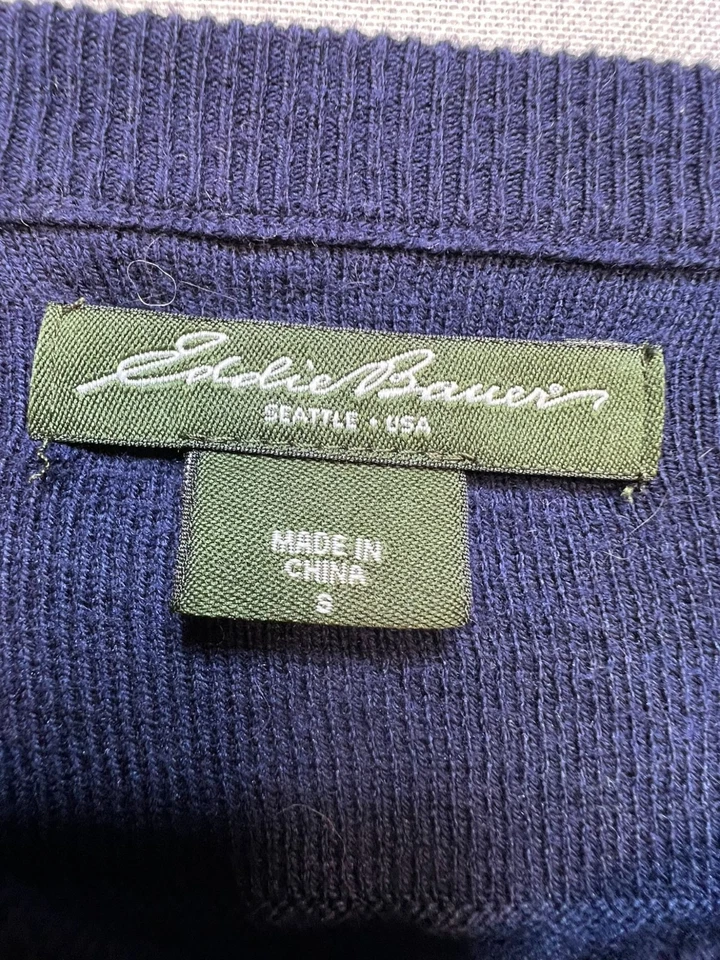 Eddie Bauer
SEATTLE • USA
MADE IN
CHINA
S